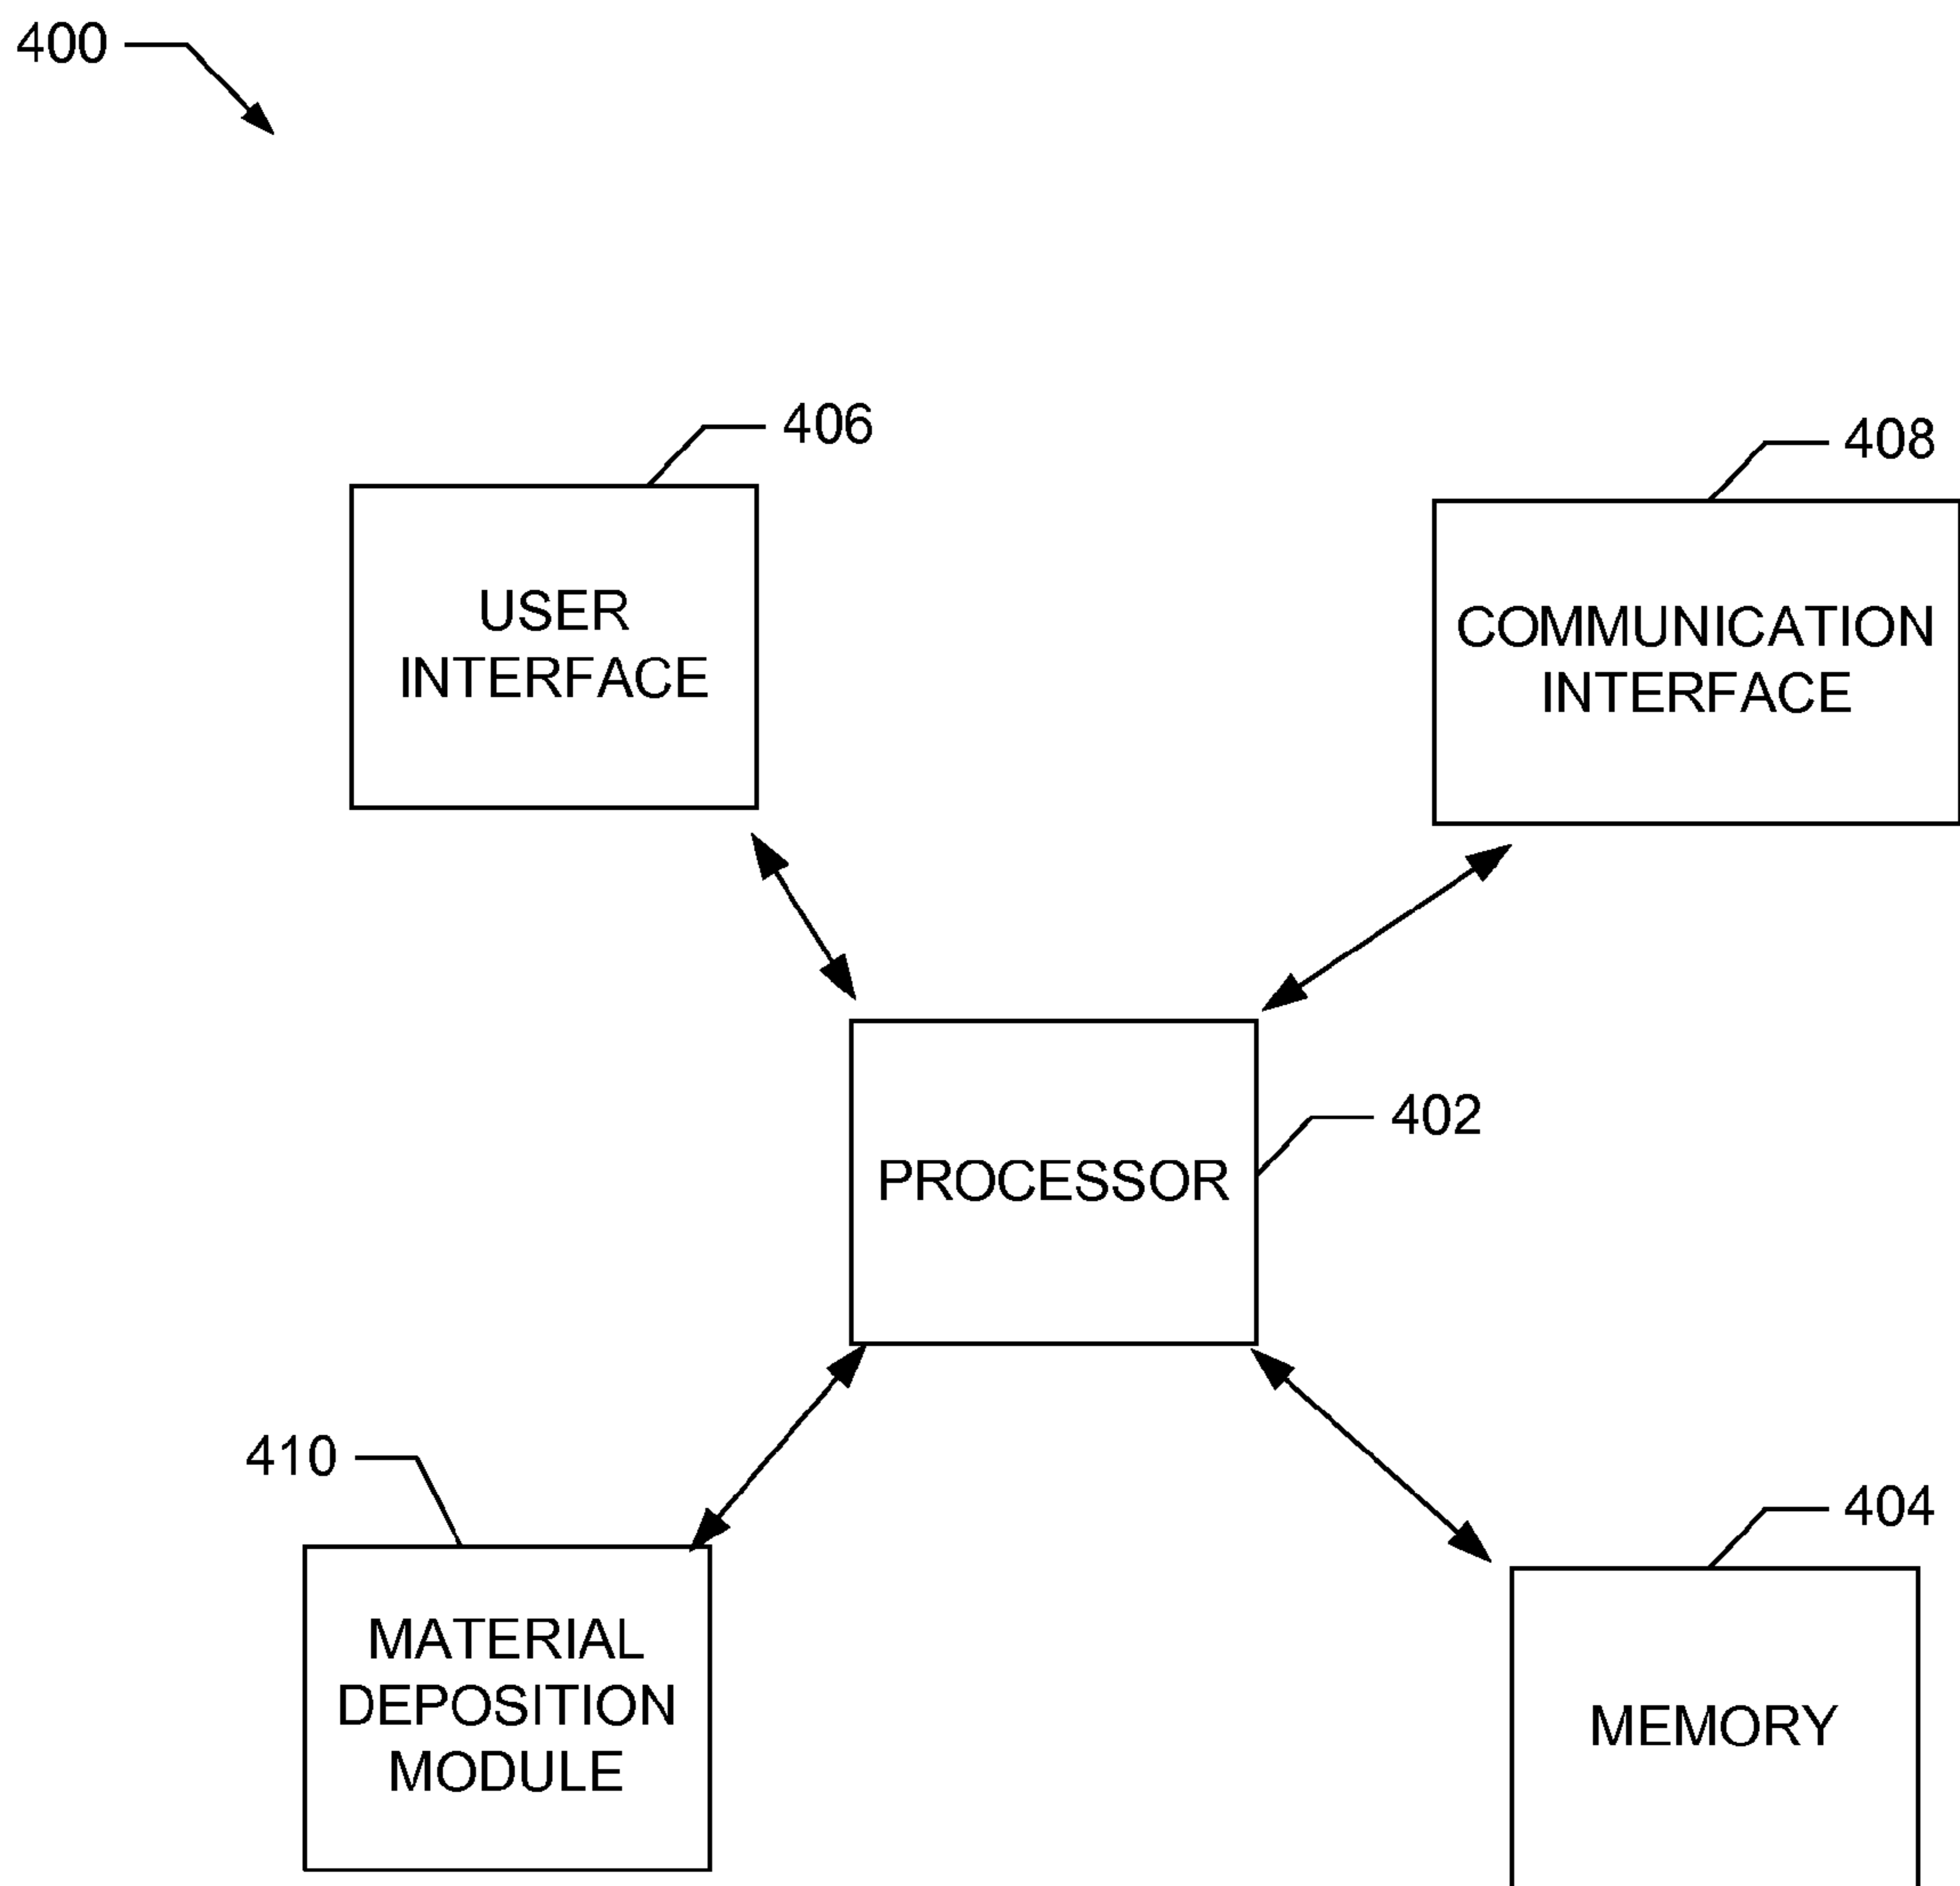 400
406
408
USER
INTERFACE
COMMUNICATION
INTERFACE
402
PROCESSOR
410
404
MATERIAL
DEPOSITION
MODULE
MEMORY